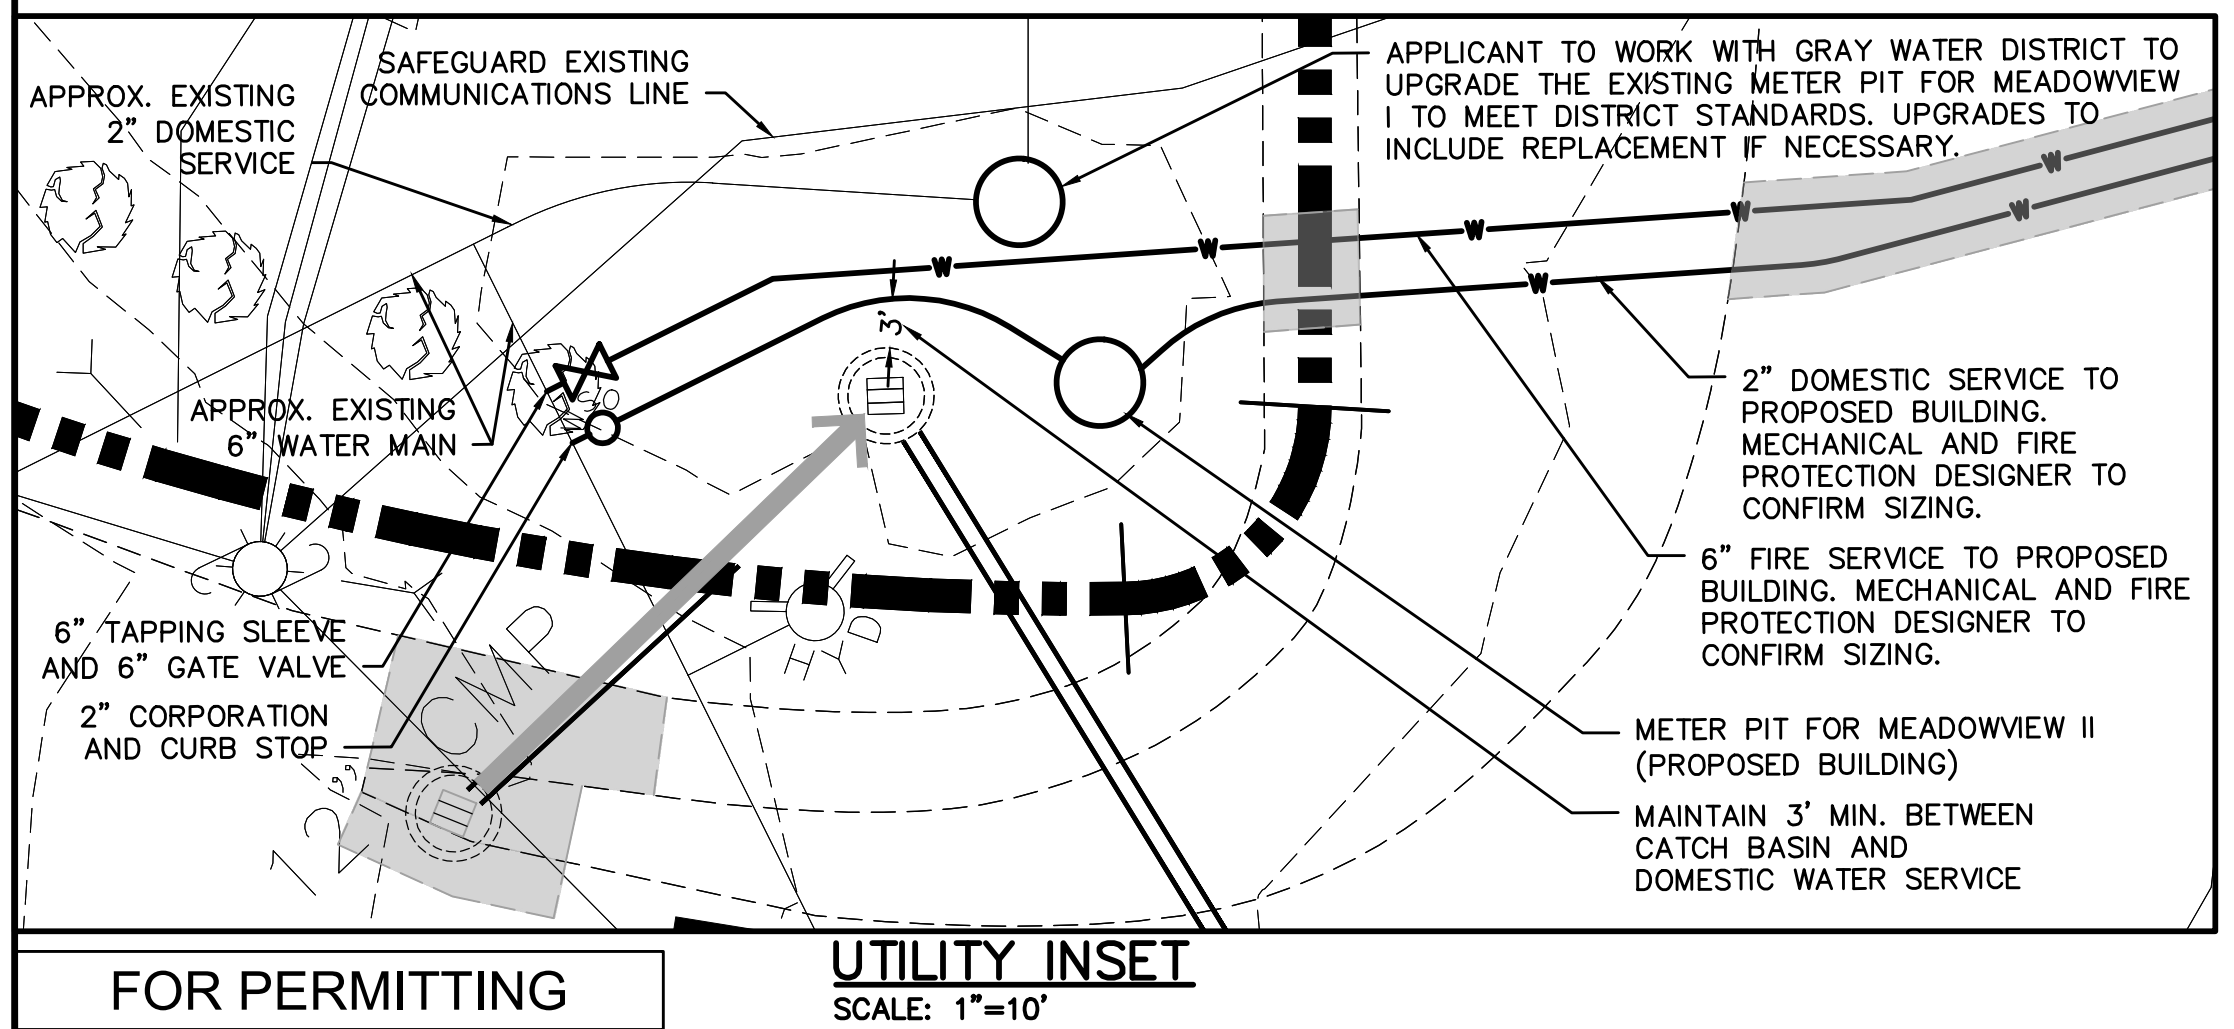 SAFEGUARD EXISTING
COMMUNICATIONS LINE
APPROX. EXISTING
2” DOMESTIC
SERVICE
APPLICANT TO WORK WITH GRAY WATER DISTRICT TO
UPGRADE THE EXISTING METER PIT FOR MEADOWVIEW
I TO MEET DISTRICT STANDARDS. UPGRADES TO
INCLUDE REPLACEMENT IF NECESSARY.
W
W
W
W
W
W
W
3’
APPROX. EXISTING
6” WATER MAIN
SO
2” DOMESTIC SERVICE TO
PROPOSED BUILDING.
MECHANICAL AND FIRE
PROTECTION DESIGNER TO
CONFIRM SIZING.
6” FIRE SERVICE TO PROPOSED
BUILDING. MECHANICAL AND FIRE
PROTECTION DESIGNER TO
CONFIRM SIZING.
6” TAPPING SLEEVE
AND 6” GATE VALVE
2” CORPORATION
AND CURB STOP
12” CMP
HYD
METER PIT FOR MEADOWVIEW II
(PROPOSED BUILDING)
MAINTAIN 3’ MIN. BETWEEN
CATCH BASIN AND
DOMESTIC WATER SERVICE
FOR PERMITTING
UTILITY INSET
SCALE: 1”=10’